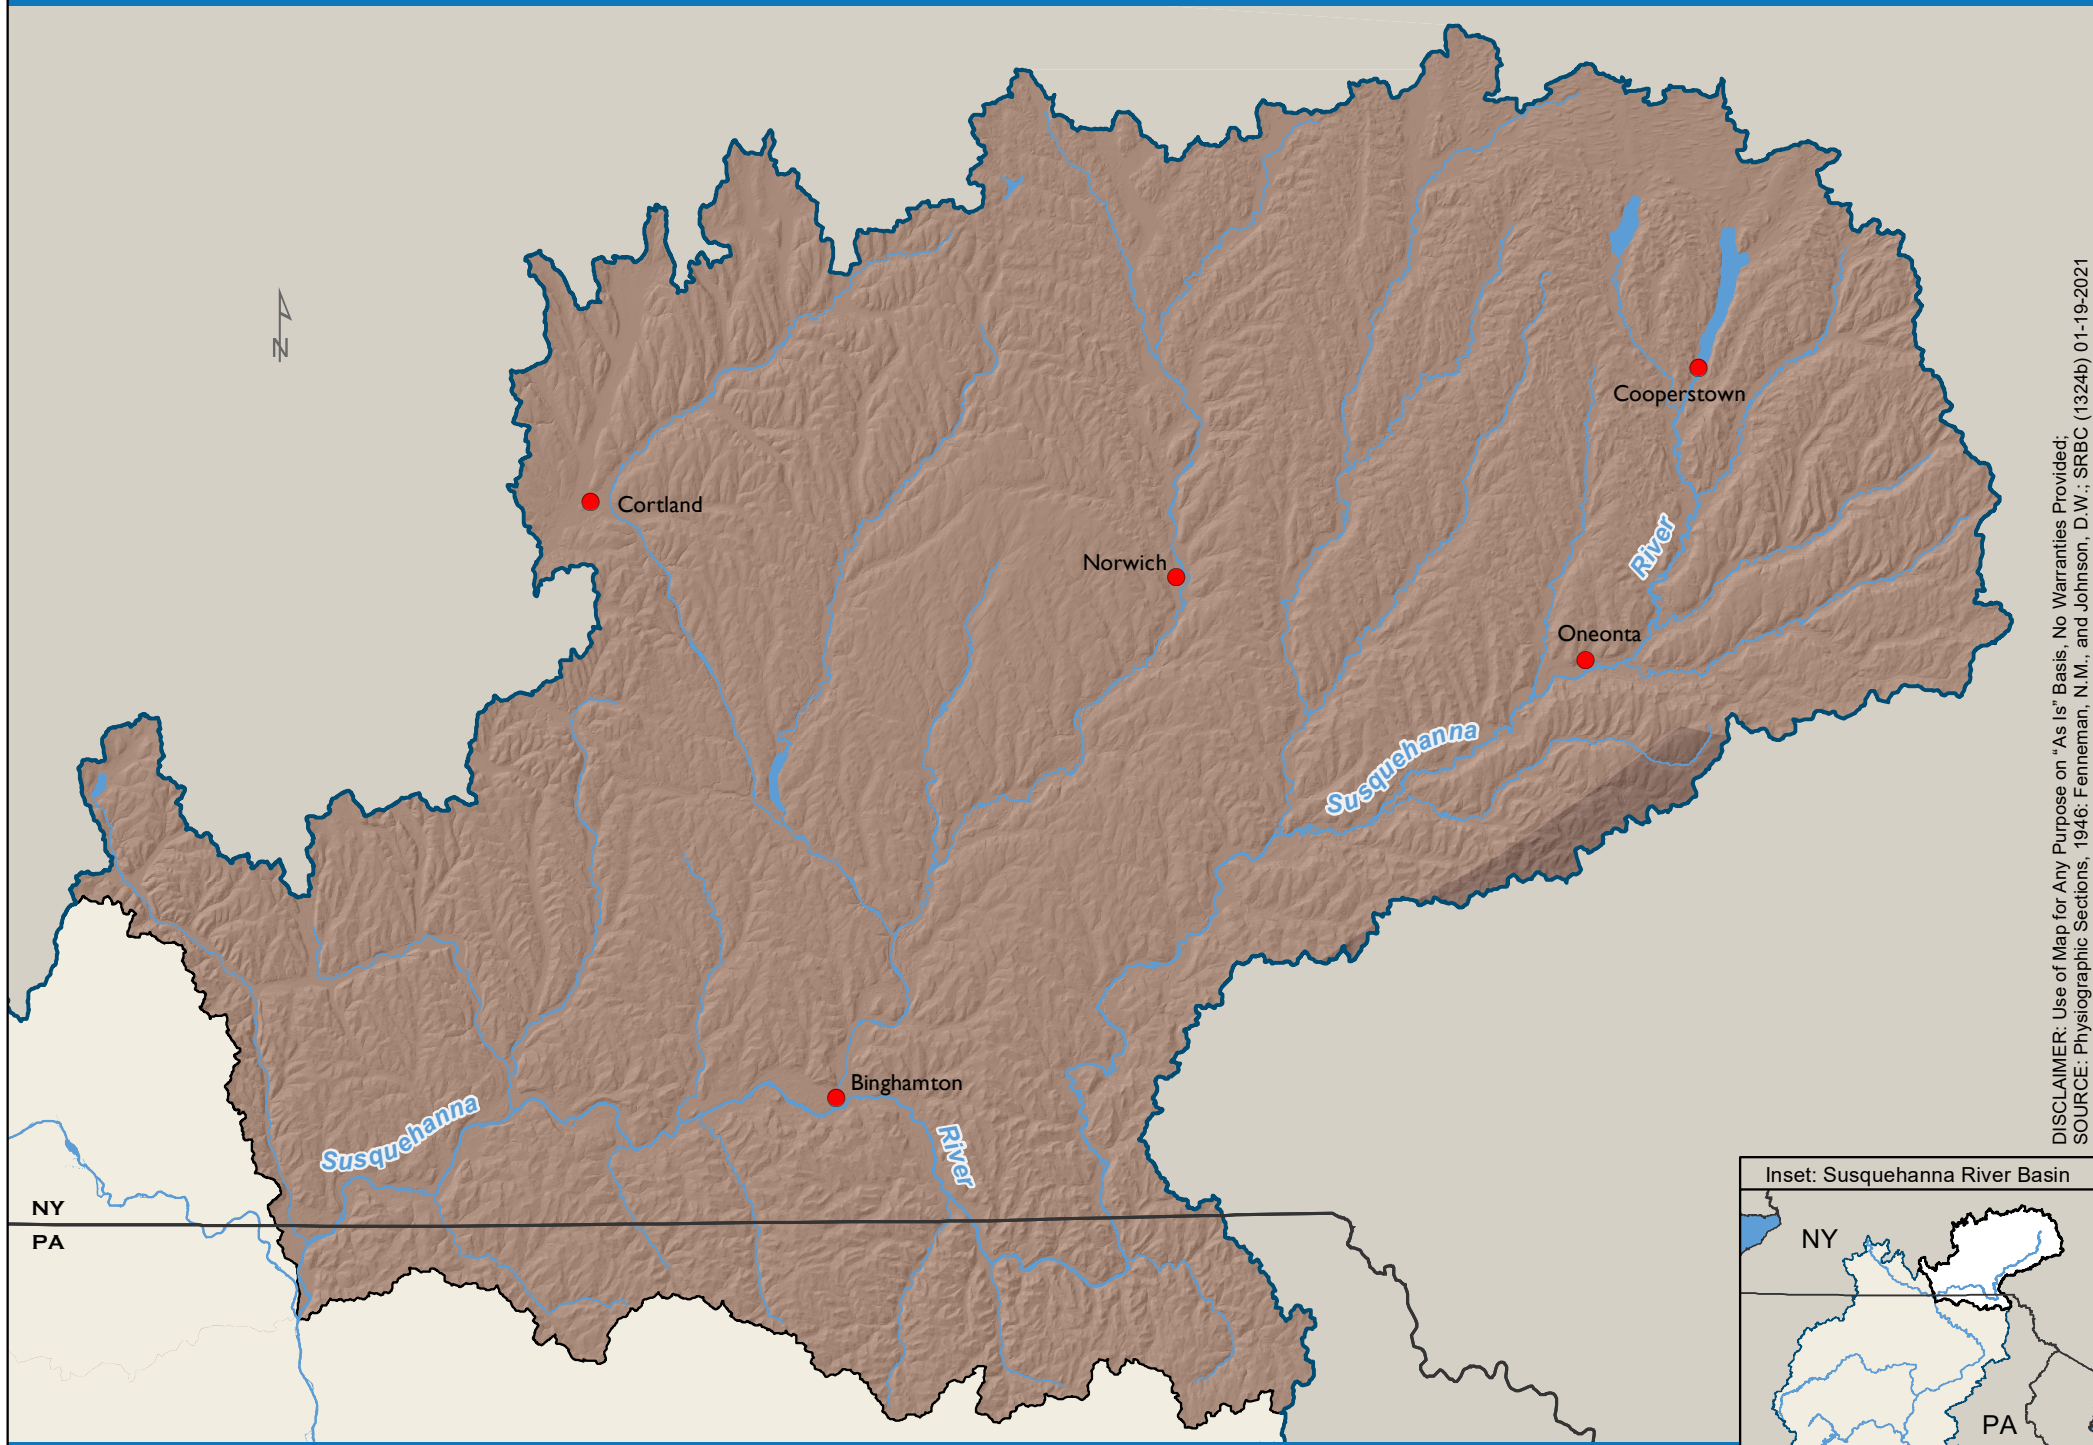 N
Cooperstown
Cortland
Norwich
River
Oneonta
Susquehanna
Binghamton
Susquehanna
River
NY
PA
DISCLAIMER: Use of Map for Any Purpose on "As Is" Basis, No Warranties Provided;
SOURCE: Physiographic Sections, 1946: Fenneman, N.M., and Johnson, D.W.; SRBC (1324b) 01-19-2021
Inset: Susquehanna River Basin
NY
PA